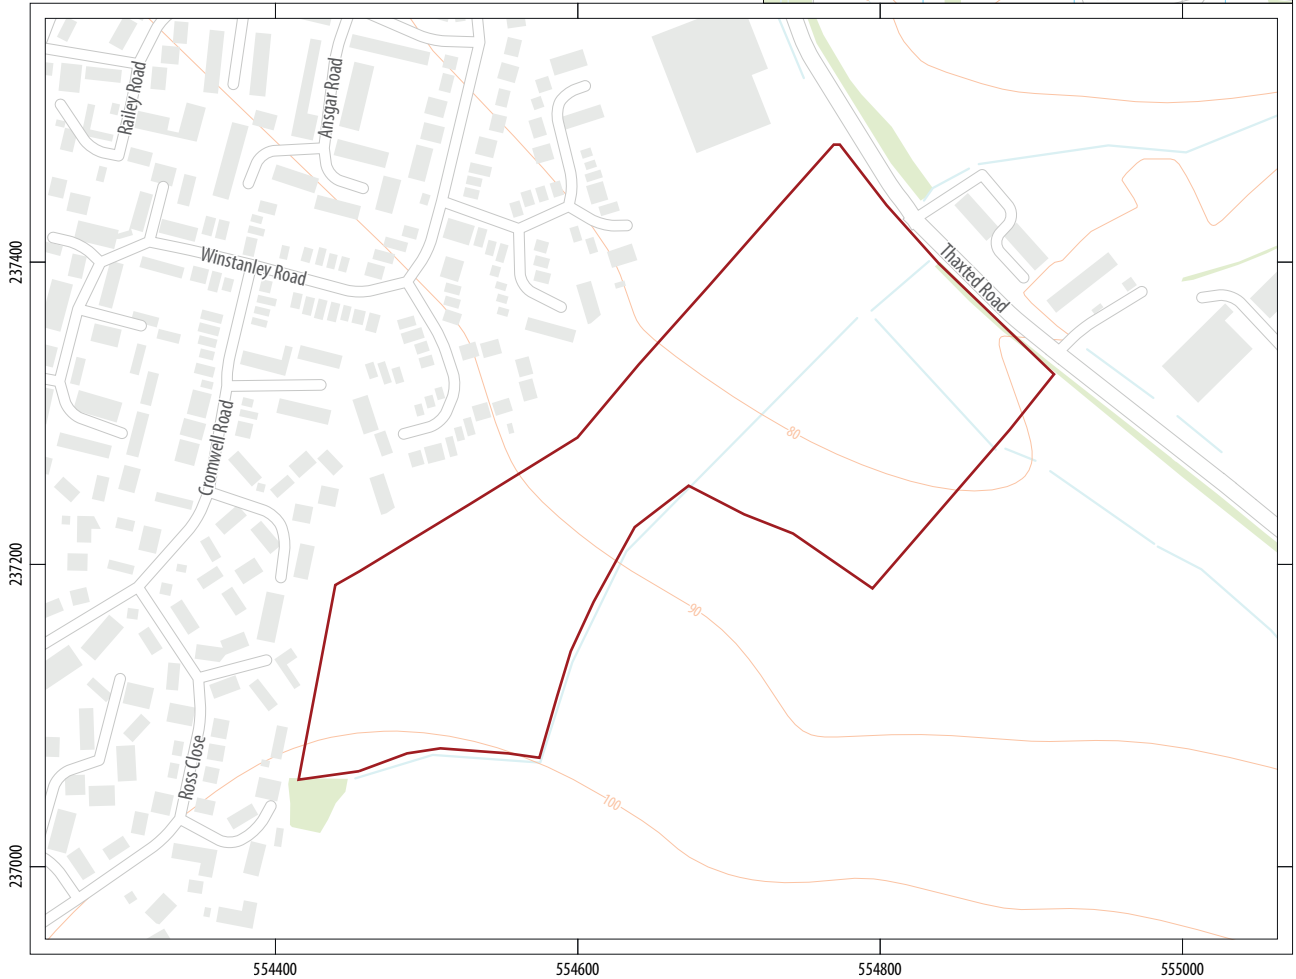 Railey Road
Ansgar Road
Winstanley Road
Thaxted Road
Cromwell Road
Ross Close
80
90
100
237400
237200
237000
554400
554600
554800
555000